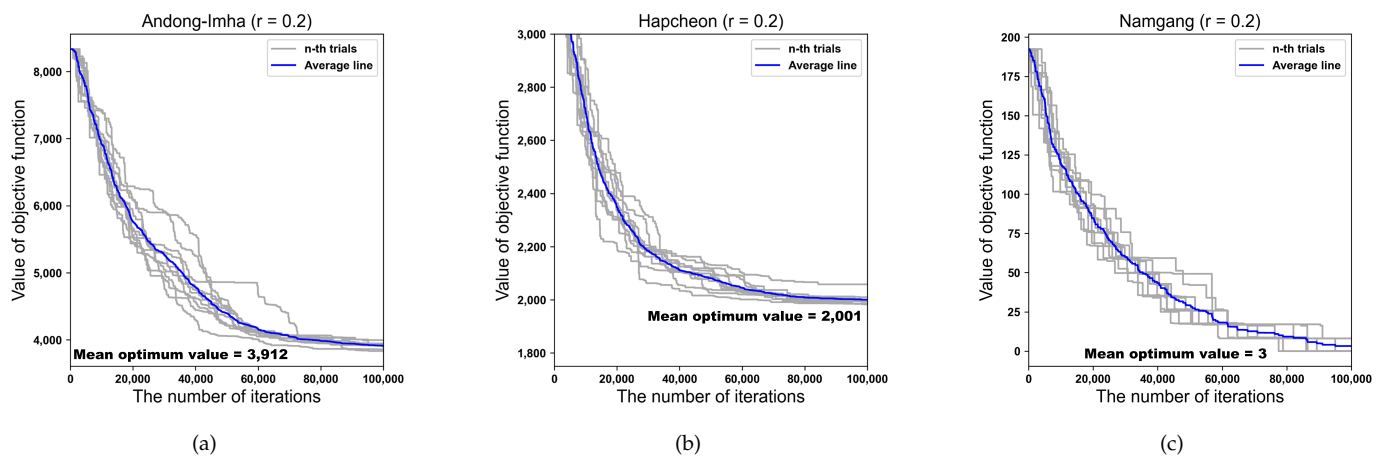 Andong-Imha (r = 0.2)
n-th trials
Average line
Value of objective function
8,000
7,000
6,000
5,000
4,000
Mean optimum value = 3,912
0
20,000
40,000
60,000
80,000
100,000
The number of iterations
(a)
Hapcheon (r = 0.2)
n-th trials
Average line
Value of objective function
3,000
2,800
2,600
2,400
2,200
2,000
1,800
Mean optimum value = 2,001
0
20,000
40,000
60,000
80,000
100,000
The number of iterations
(b)
Namgang (r = 0.2)
n-th trials
Average line
Value of objective function
200
175
150
125
100
75
50
25
0
Mean optimum value = 3
0
20,000
40,000
60,000
80,000
100,000
The number of iterations
(c)